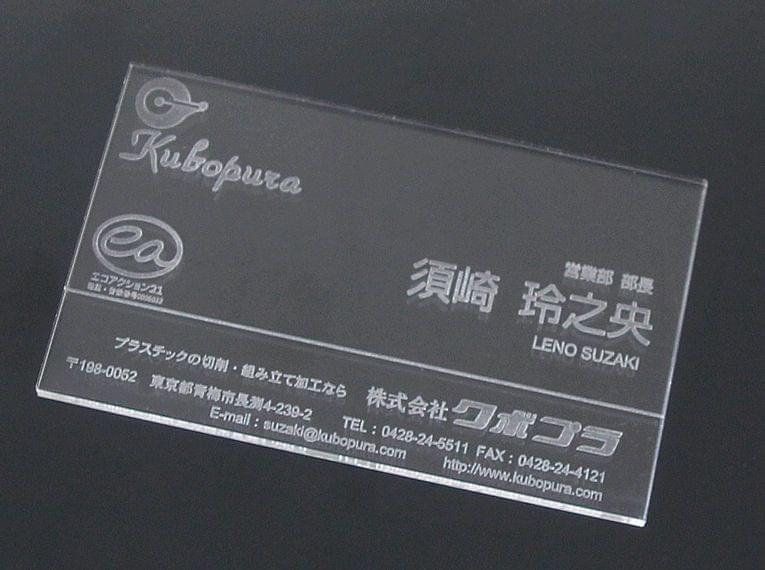 Kubopura
ea
エコアクション21
営業部 部長
須崎 玲之央
LENO SUZAKI
プラスチックの切削・組み立て加工なら 株式会社クボプラ
〒198-0052 東京都青梅市長渕4-239-2
TEL : 0428-24-5511 FAX : 0428-24-4121
E-mail : suzaki@kubopura.com http://www.kubopura.com